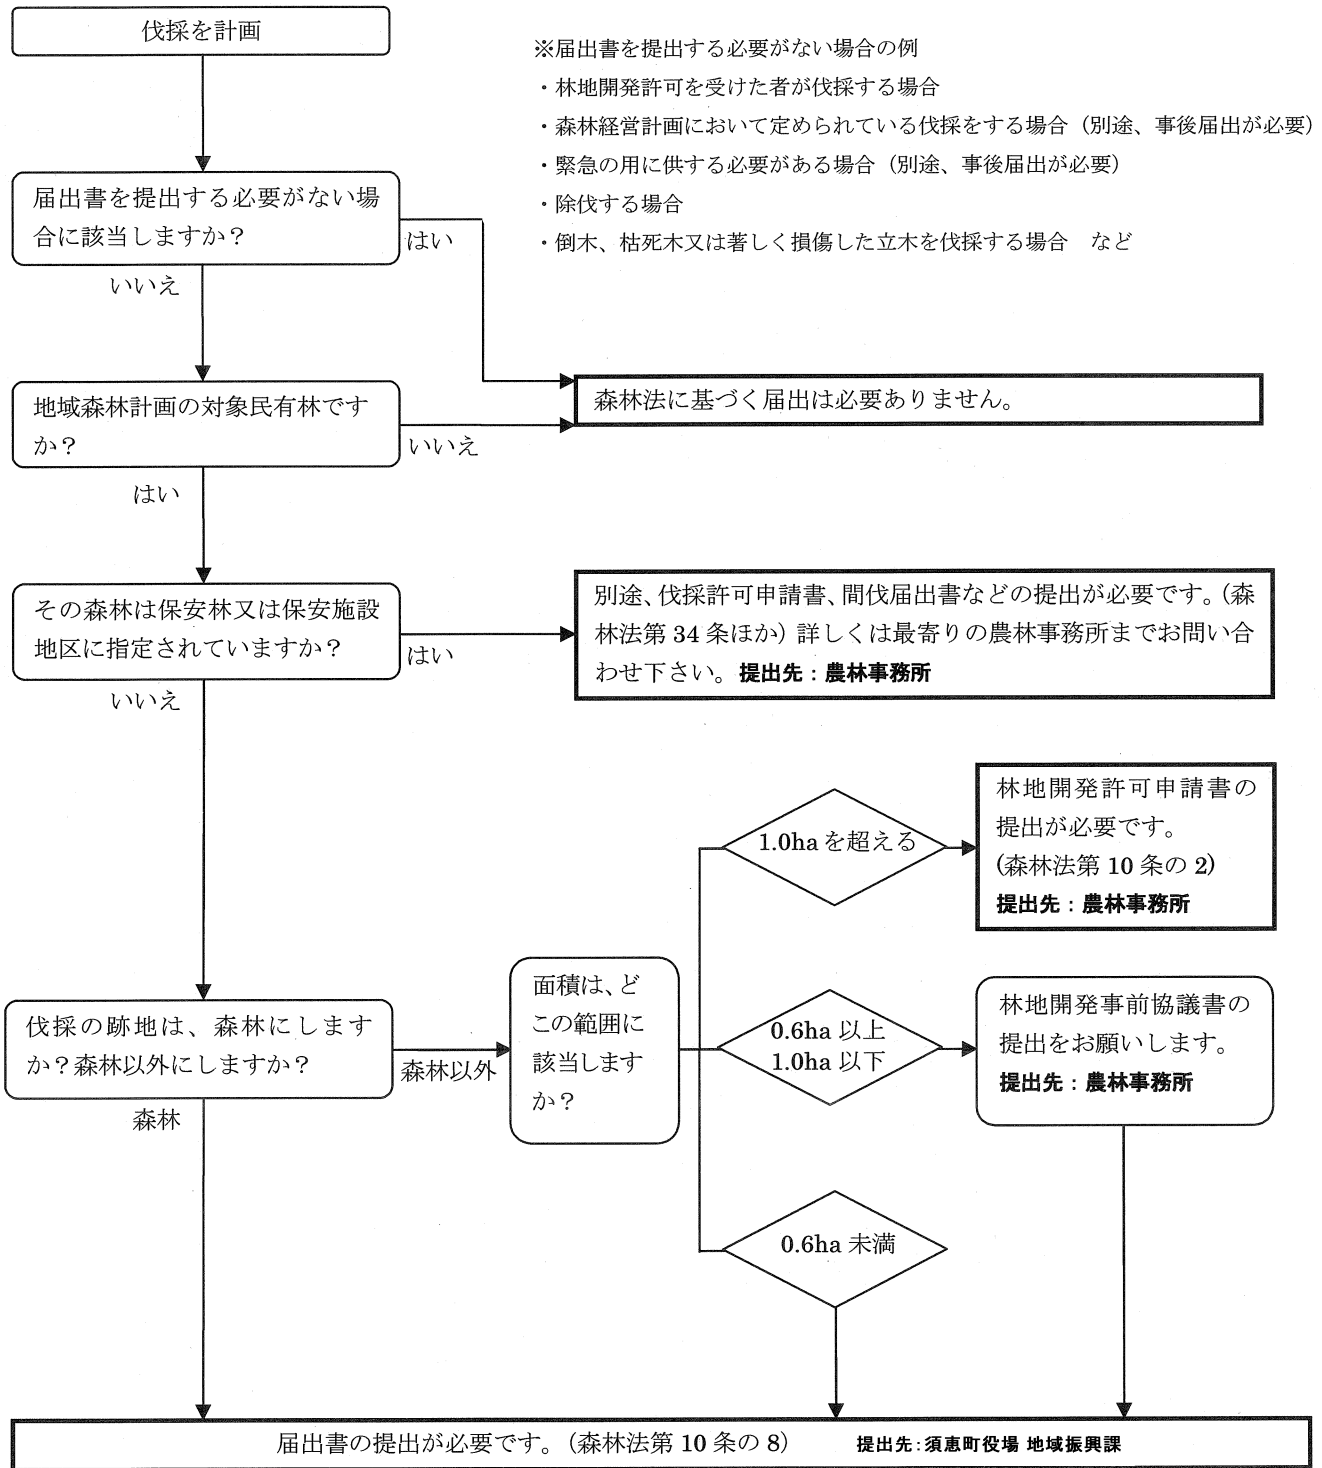 伐採を計画
※届出書を提出する必要がない場合の例
・林地開発許可を受けた者が伐採する場合
・森林経営計画において定められている伐採をする場合（別途、事後届出が必要）
・緊急の用に供する必要がある場合（別途、事後届出が必要）
・除伐する場合
・倒木、枯死木又は著しく損傷した立木を伐採する場合　など
届出書を提出する必要がない場
合に該当しますか？
はい
いいえ
地域森林計画の対象民有林です
か？
いいえ
はい
森林法に基づく届出は必要ありません。
その森林は保安林又は保安施設
地区に指定されていますか？
はい
いいえ
別途、伐採許可申請書、間伐届出書などの提出が必要です。（森
林法第 34 条ほか）詳しくは最寄りの農林事務所までお問い合
わせ下さい。提出先：農林事務所
伐採の跡地は、森林にします
か？森林以外にしますか？
森林以外
森林
面積は、ど
この範囲に
該当します
か？
1.0ha を超える
林地開発許可申請書の
提出が必要です。
(森林法第 10 条の 2)
提出先：農林事務所
0.6ha 以上
1.0ha 以下
林地開発事前協議書の
提出をお願いします。
提出先：農林事務所
0.6ha 未満
届出書の提出が必要です。（森林法第 10 条の 8）　提出先：須恵町役場 地域振興課